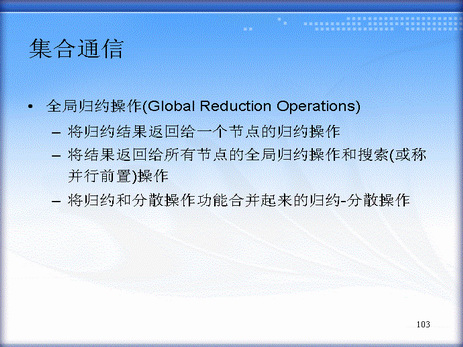 集合通信
• 全局归约操作(Global Reduction Operations)
– 将归约结果返回给一个节点的归约操作
– 将结果返回给所有节点的全局归约操作和搜索(或称
并行前置)操作
– 将归约和分散操作功能合并起来的归约-分散操作
103